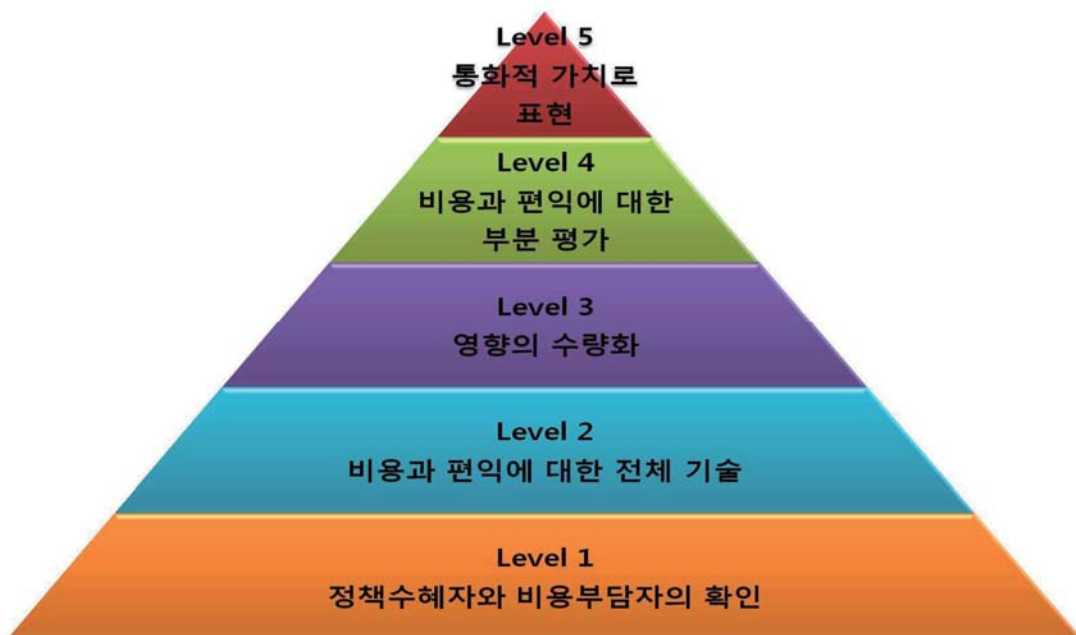 Level 5
통화적 가치로
표현
Level 4
비용과 편익에 대한
부분 평가
Level 3
영향의 수량화
Level 2
비용과 편익에 대한 전체 기술
Level 1
정책수혜자와 비용부담자의 확인